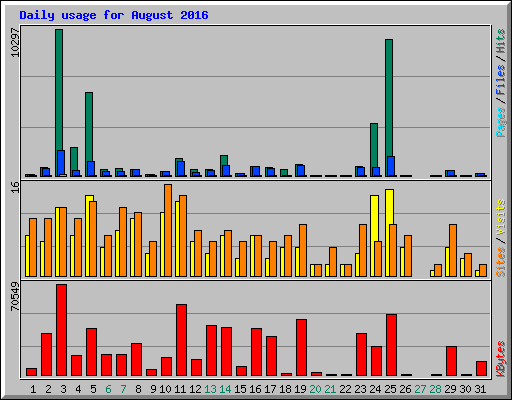 Daily usage for August 2016
10297
16
70549
Pages / Files / Hits
Sites / Visits
KBytes
1 2 3 4 5 6 7 8 9 10 11 12 13 14 15 16 17 18 19 20 21 22 23 24 25 26 27 28 29 30 31